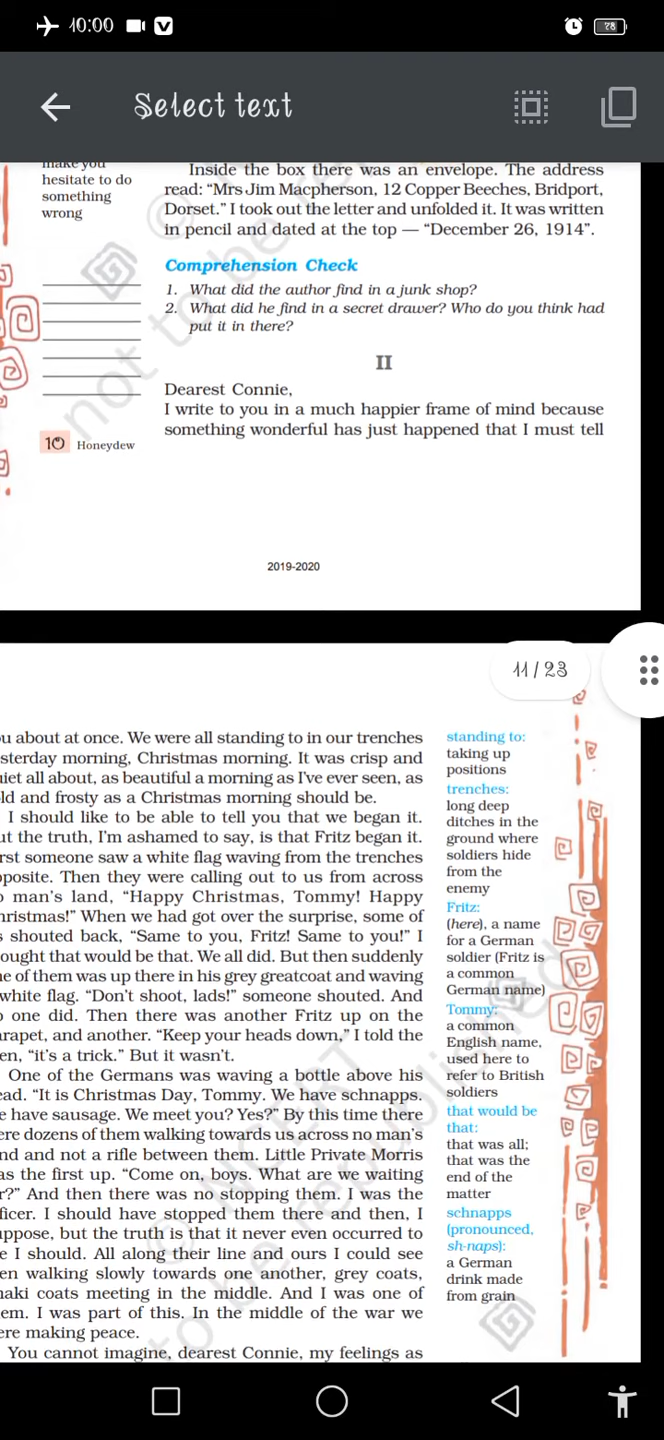 10:00
78
Select text
make you
hesitate to do
something
wrong
Inside the box there was an envelope. The address
read: “Mrs Jim Macpherson, 12 Copper Beeches, Bridport,
Dorset.” I took out the letter and unfolded it. It was written
in pencil and dated at the top — “December 26, 1914”.
Comprehension Check
1. What did the author find in a junk shop?
2. What did he find in a secret drawer? Who do you think had
put it in there?
II
Dearest Connie,
I write to you in a much happier frame of mind because
something wonderful has just happened that I must tell
10 Honeydew
2019-2020
11/23
about at once. We were all standing to in our trenches
morning, Christmas morning. It was crisp and
all about, as beautiful a morning as I’ve ever seen, as
and frosty as a Christmas morning should be.
I should like to be able to tell you that we began it.
the truth, I’m ashamed to say, is that Fritz began it.
someone saw a white flag waving from the trenches
Then they were calling out to us from across
man’s land, “Happy Christmas, Tommy! Happy
When we had got over the surprise, some of
shouted back, “Same to you, Fritz! Same to you!” I
that would be that. We all did. But then suddenly
of them was up there in his grey greatcoat and waving
white flag. “Don’t shoot, lads!” someone shouted. And
one did. Then there was another Fritz up on the
and another. “Keep your heads down,” I told the
“it’s a trick.” But it wasn’t.
One of the Germans was waving a bottle above his
“It is Christmas Day, Tommy. We have schnapps.
have sausage. We meet you? Yes?” By this time there
dozens of them walking towards us across no man’s
and not a rifle between them. Little Private Morris
the first up. “Come on, boys. What are we waiting
And then there was no stopping them. I was the
I should have stopped them there and then, I
but the truth is that it never even occurred to
I should. All along their line and ours I could see
walking slowly towards one another, grey coats,
coats meeting in the middle. And I was one of
I was part of this. In the middle of the war we
making peace.
You cannot imagine, dearest Connie, my feelings as
standing to:
taking up
positions
trenches:
long deep
ditches in the
ground where
soldiers hide
from the
enemy
Fritz:
(here), a name
for a German
soldier (Fritz is
a common
German name)
Tommy:
a common
English name,
used here to
refer to British
soldiers
that would be
that:
that was all;
that was the
end of the
matter
schnapps
(pronounced,
sh-naps):
a German
drink made
from grain
© NCERT
not to be republished